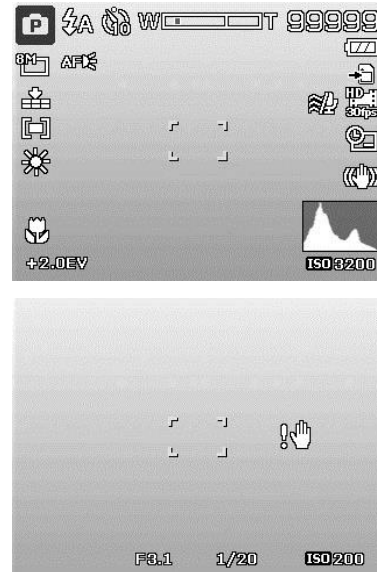 P A W T 99999
8M AF
HD
30fps
+2.0EV ISO 3200
F3.1 1/20 ISO 200